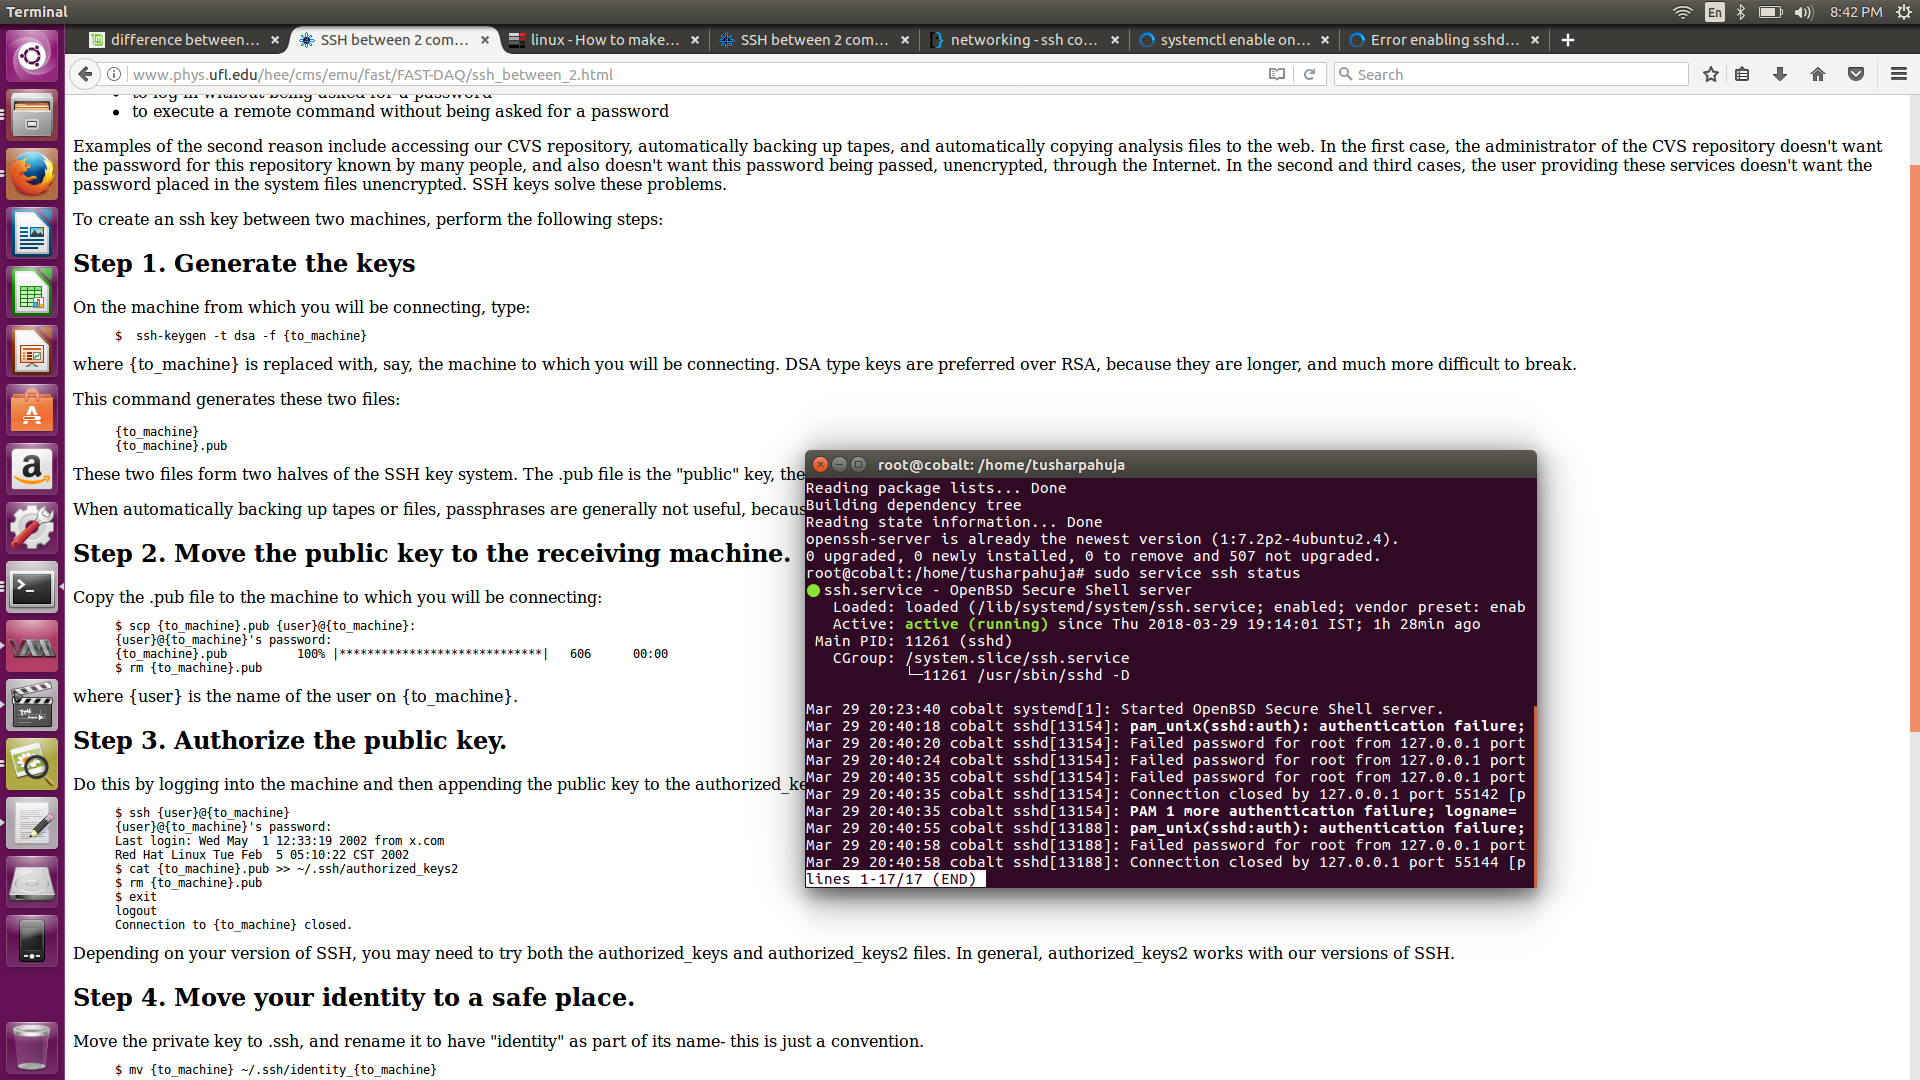 Terminal
En
8:42 PM
difference between...
SSH between 2 com...
linux - How to make...
SSH between 2 com...
networking - ssh co...
systemctl enable on...
Error enabling sshd...
www.phys.ufl.edu/hee/cms/emu/fast/FAST-DAQ/ssh_between_2.html
Search
to log in without being asked for a password
to execute a remote command without being asked for a password
Examples of the second reason include accessing our CVS repository, automatically backing up tapes, and automatically copying analysis files to the web. In the first case, the administrator of the CVS repository doesn't want
the password for this repository known by many people, and also doesn't want this password being passed, unencrypted, through the Internet. In the second and third cases, the user providing these services doesn't want the
password placed in the system files unencrypted. SSH keys solve these problems.
To create an ssh key between two machines, perform the following steps:
Step 1. Generate the keys
On the machine from which you will be connecting, type:
$  ssh-keygen -t dsa -f {to_machine}
where {to_machine} is replaced with, say, the machine to which you will be connecting. DSA type keys are preferred over RSA, because they are longer, and much more difficult to break.
This command generates these two files:
{to_machine}
{to_machine}.pub
These two files form two halves of the SSH key system. The .pub file is the "public" key, the
When automatically backing up tapes or files, passphrases are generally not useful, becaus
Step 2. Move the public key to the receiving machine.
Copy the .pub file to the machine to which you will be connecting:
$ scp {to_machine}.pub {user}@{to_machine}:
{user}@{to_machine}'s password:
{to_machine}.pub          100% |*****************************|   606      00:00
$ rm {to_machine}.pub
where {user} is the name of the user on {to_machine}.
Step 3. Authorize the public key.
Do this by logging into the machine and then appending the public key to the authorized_ke
$ ssh {user}@{to_machine}
{user}@{to_machine}'s password:
Last login: Wed May  1 12:33:19 2002 from x.com
Red Hat Linux Tue Feb  5 05:10:22 CST 2002
$ cat {to_machine}.pub >> ~/.ssh/authorized_keys2
$ rm {to_machine}.pub
$ exit
logout
Connection to {to_machine} closed.
Depending on your version of SSH, you may need to try both the authorized_keys and authorized_keys2 files. In general, authorized_keys2 works with our versions of SSH.
Step 4. Move your identity to a safe place.
Move the private key to .ssh, and rename it to have "identity" as part of its name- this is just a convention.
$ mv {to_machine} ~/.ssh/identity_{to_machine}
root@cobalt: /home/tusharpahuja
Reading package lists... Done
Building dependency tree
Reading state information... Done
openssh-server is already the newest version (1:7.2p2-4ubuntu2.4).
0 upgraded, 0 newly installed, 0 to remove and 507 not upgraded.
root@cobalt:/home/tusharpahuja# sudo service ssh status
● ssh.service - OpenBSD Secure Shell server
Loaded: loaded (/lib/systemd/system/ssh.service; enabled; vendor preset: enab
Active: active (running) since Thu 2018-03-29 19:14:01 IST; 1h 28min ago
Main PID: 11261 (sshd)
CGroup: /system.slice/ssh.service
└─11261 /usr/sbin/sshd -D
Mar 29 20:23:40 cobalt systemd[1]: Started OpenBSD Secure Shell server.
Mar 29 20:40:18 cobalt sshd[13154]: pam_unix(sshd:auth): authentication failure;
Mar 29 20:40:20 cobalt sshd[13154]: Failed password for root from 127.0.0.1 port
Mar 29 20:40:24 cobalt sshd[13154]: Failed password for root from 127.0.0.1 port
Mar 29 20:40:35 cobalt sshd[13154]: Failed password for root from 127.0.0.1 port
Mar 29 20:40:35 cobalt sshd[13154]: Connection closed by 127.0.0.1 port 55142 [p
Mar 29 20:40:35 cobalt sshd[13154]: PAM 1 more authentication failure; logname=
Mar 29 20:40:55 cobalt sshd[13188]: pam_unix(sshd:auth): authentication failure;
Mar 29 20:40:58 cobalt sshd[13188]: Failed password for root from 127.0.0.1 port
Mar 29 20:40:58 cobalt sshd[13188]: Connection closed by 127.0.0.1 port 55144 [p
lines 1-17/17 (END)